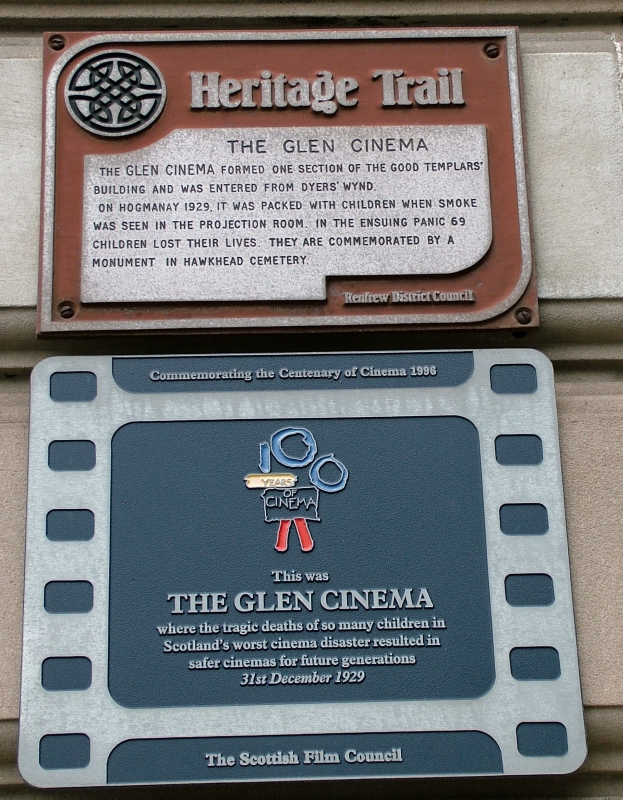 Heritage Trail
THE GLEN CINEMA
THE GLEN CINEMA FORMED ONE SECTION OF THE GOOD TEMPLARS'
BUILDING AND WAS ENTERED FROM DYERS' WYND.
ON HOGMANAY 1929, IT WAS PACKED WITH CHILDREN WHEN SMOKE
WAS SEEN IN THE PROJECTION ROOM. IN THE ENSUING PANIC 69
CHILDREN LOST THEIR LIVES. THEY ARE COMMEMORATED BY A
MONUMENT IN HAWKHEAD CEMETERY.
Renfrew District Council
Commemorating the Centenary of Cinema 1996
100
YEARS
OF
CINEMA
This was
THE GLEN CINEMA
where the tragic deaths of so many children in
Scotland's worst cinema disaster resulted in
safer cinemas for future generations
31st December 1929
The Scottish Film Council